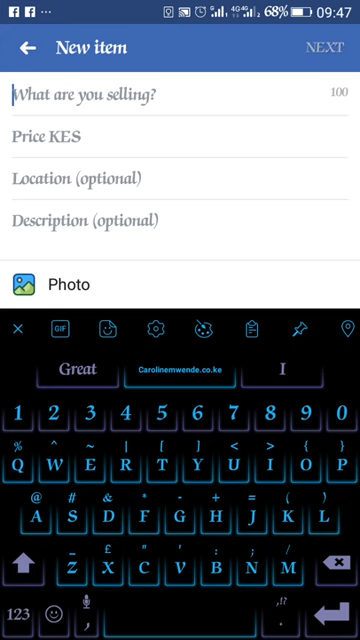 68% 09:47
New item NEXT
What are you selling? 100
Price KES
Location (optional)
Description (optional)
Photo
GIF
Great Carolinemwende.co.ke I
1 2 3 4 5 6 7 8 9 0
% ^ ~ | [ ] < > { }
Q W E R T Y U I O P
@ # & * - + = ( )
A S D F G H J K L
_ £ " ' : ; /
Z X C V B N M
123 , ,!? .